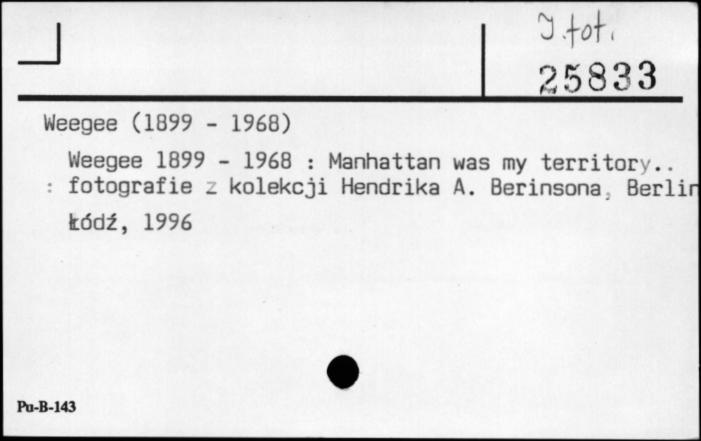 I fot.
25833
Weegee (1899 - 1968)
Weegee 1899 - 1968 : Manhattan was my territory..
: fotografie z kolekcji Hendrika A. Berinsona, Berlin
Łódź, 1996
Pu-B-143